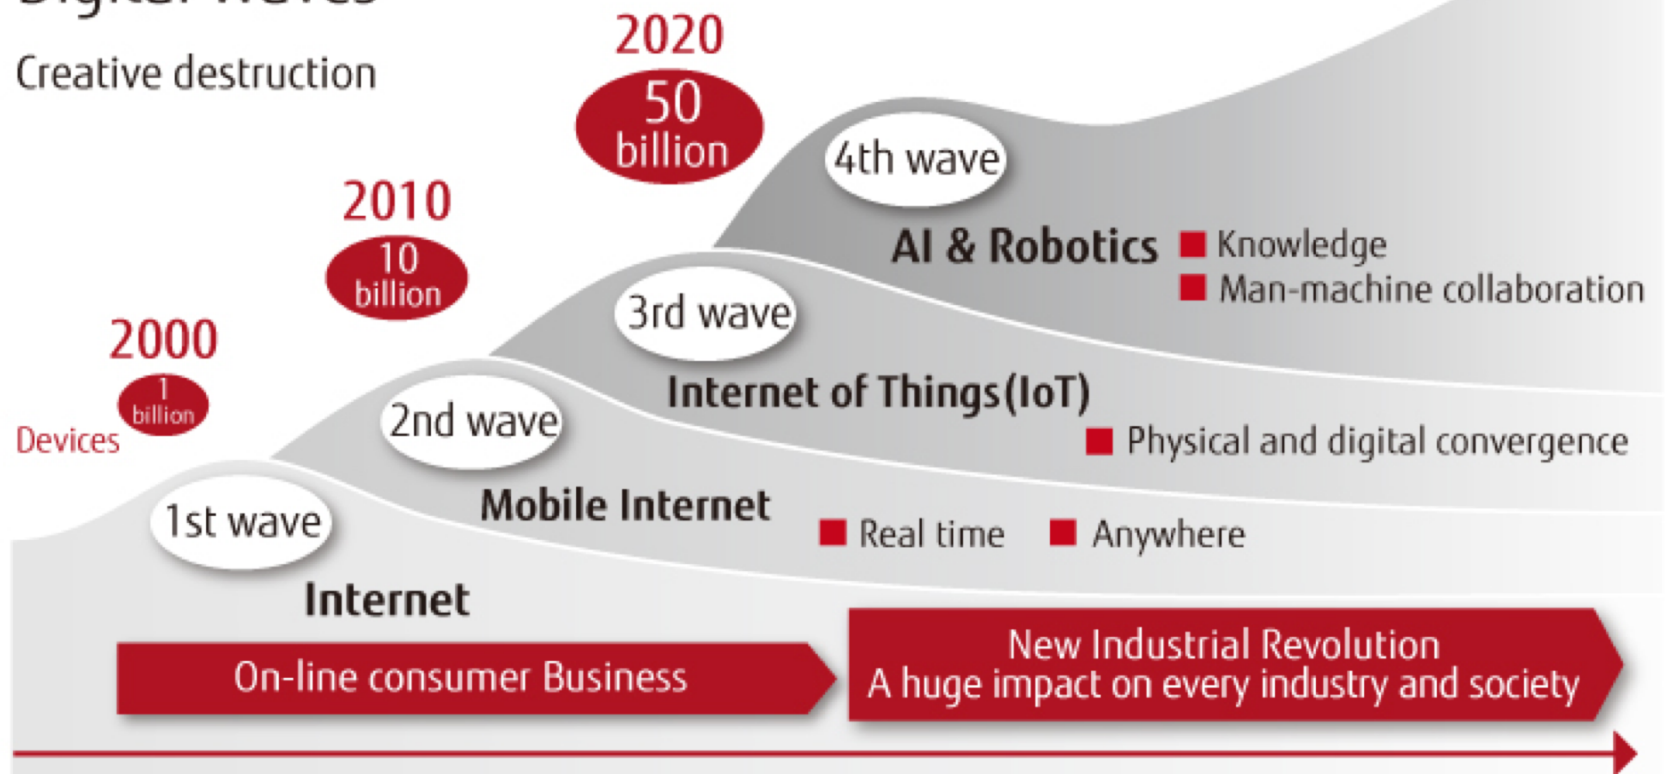 Digital waves
Creative destruction
2020
50
billion
4th wave
2010
10
billion
AI & Robotics
Knowledge
Man-machine collaboration
3rd wave
2000
1
billion
Devices
Internet of Things(IoT)
Physical and digital convergence
2nd wave
Mobile Internet
Real time
Anywhere
1st wave
Internet
On-line consumer Business
New Industrial Revolution
A huge impact on every industry and society